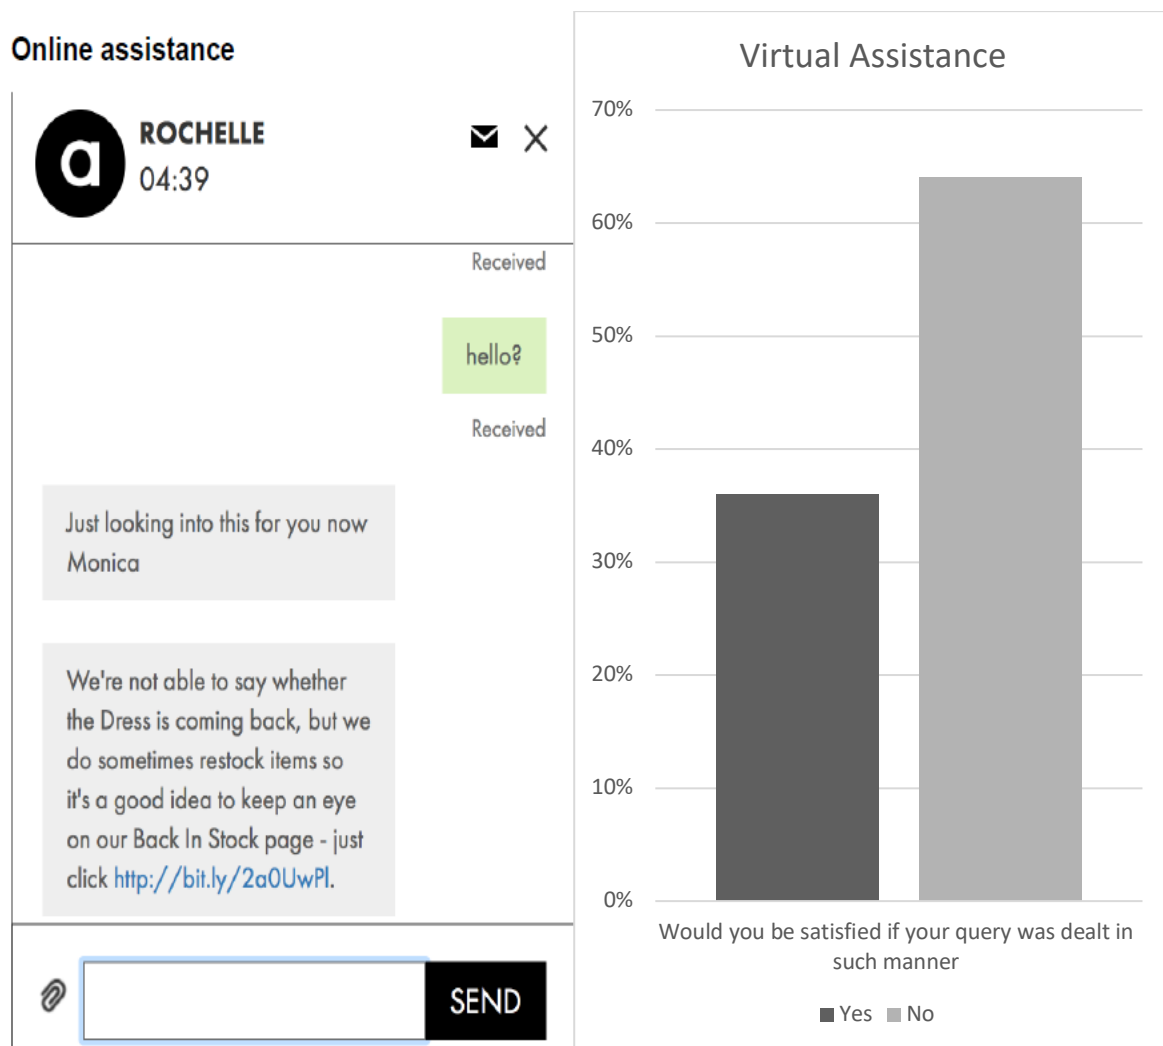 Online assistance
a
ROCHELLE
04:39
Received
hello?
Received
Just looking into this for you now
Monica
We're not able to say whether
the Dress is coming back, but we
do sometimes restock items so
it's a good idea to keep an eye
on our Back In Stock page - just
click http://bit.ly/2a0UwPl.
SEND
Virtual Assistance
70%
60%
50%
40%
30%
20%
10%
0%
Would you be satisfied if your query was dealt in
such manner
Yes No